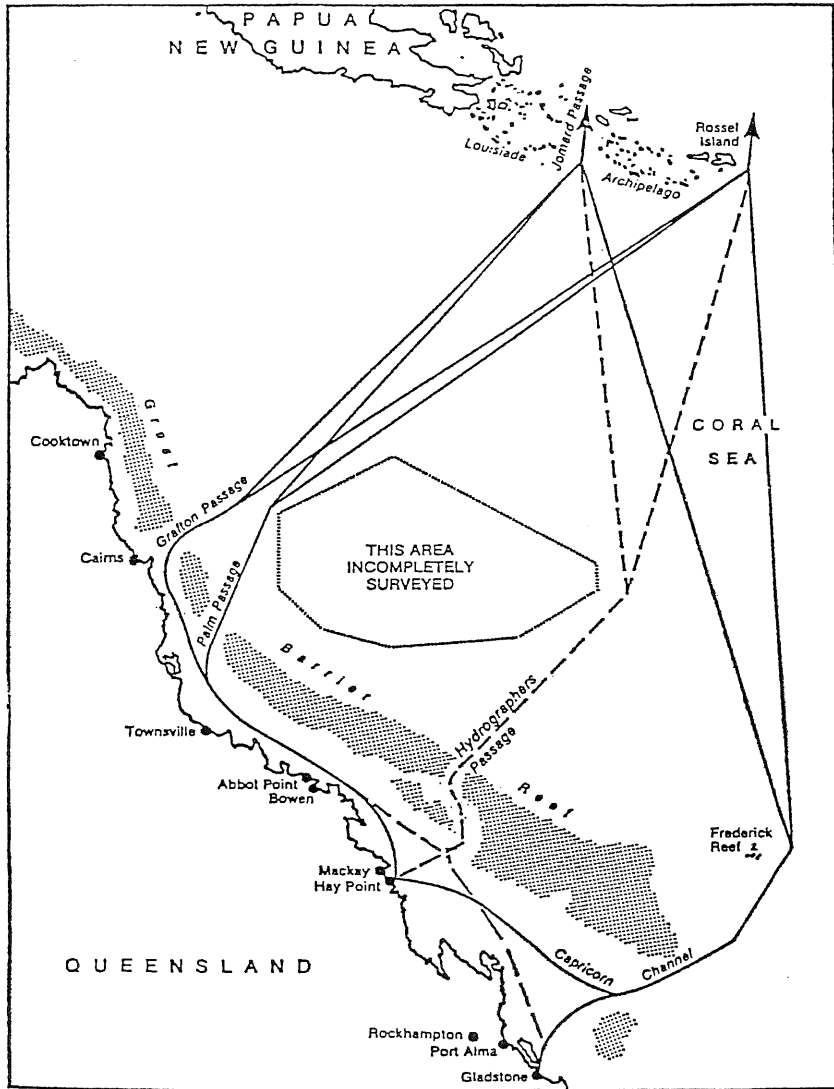 PAPUA
NEW GUINEA
Jomard Passage
Rossel
Island
Louisiade
Archipelago
CORAL
SEA
Great
Cooktown
Grafton Passage
THIS AREA
INCOMPLETELY
SURVEYED
Cairns
Palm Passage
Barrier
Hydrographers
Passage
Townsville
Abbot Point
Bowen
Reef
Frederick
Reef
Mackay
Hay Point
QUEENSLAND
Capricorn
Channel
Rockhampton
Port Alma
Gladstone